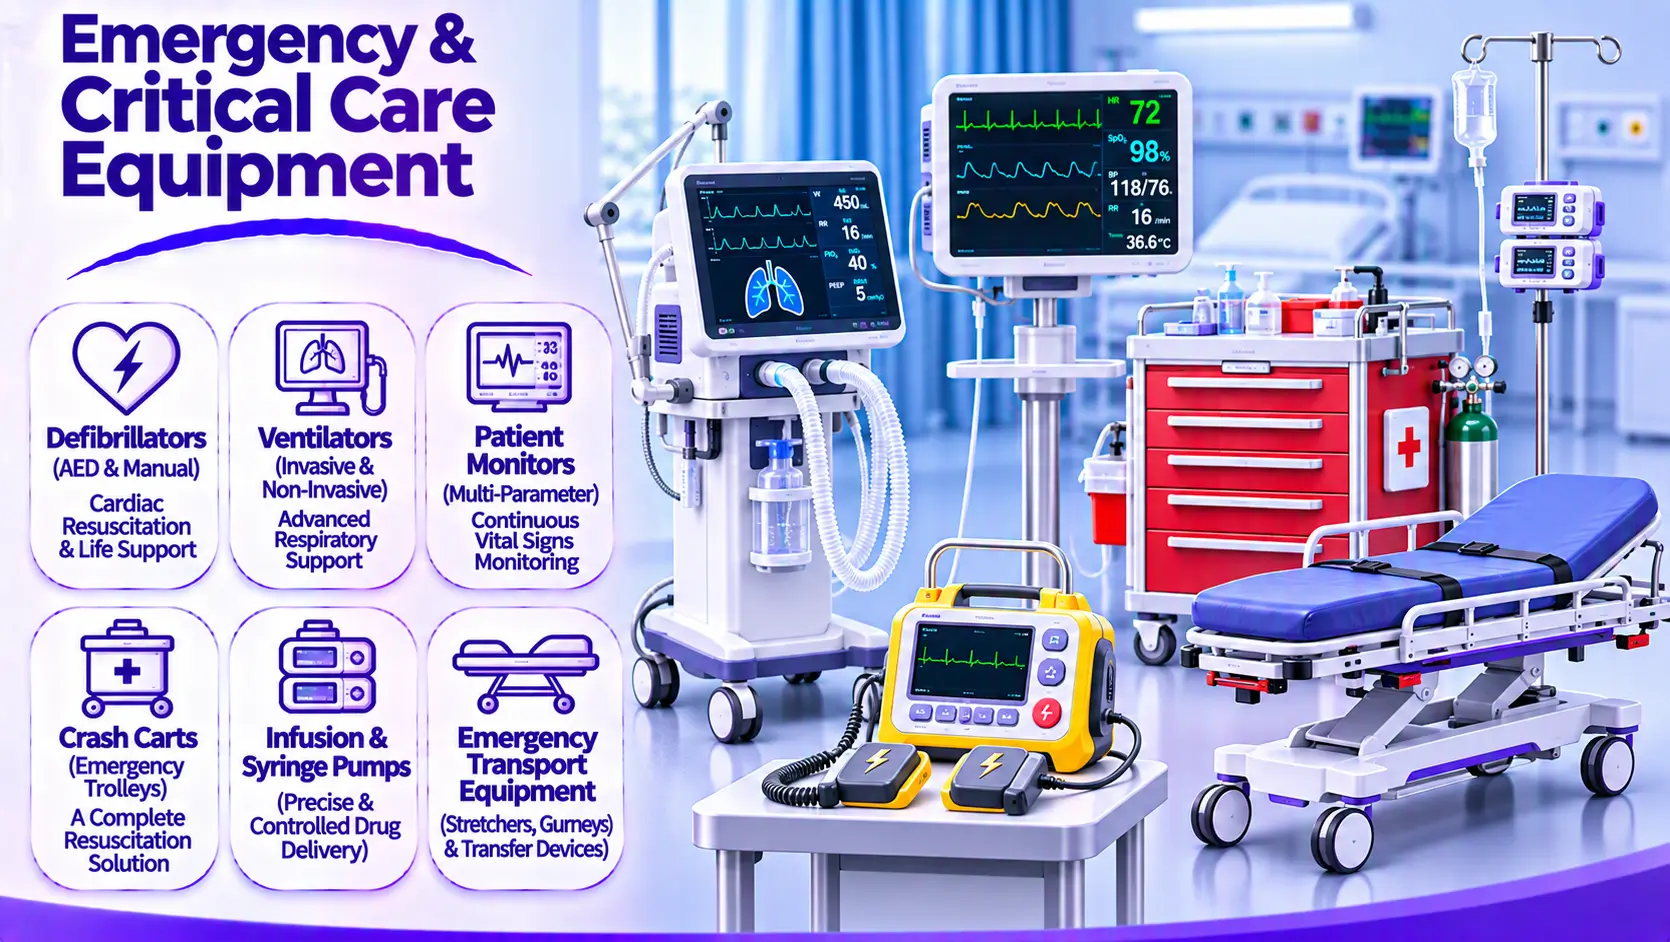 Emergency &
Critical Care
Equipment
Defibrillators
(AED & Manual)
Cardiac
Resuscitation
& Life Support
Ventilators
(Invasive &
Non-Invasive)
Advanced
Respiratory
Support
Patient
Monitors
(Multi-Parameter)
Continuous
Vital Signs
Monitoring
Crash Carts
(Emergency
Trolleys)
A Complete
Resuscitation
Solution
Infusion &
Syringe Pumps
(Precise &
Controlled Drug
Delivery)
Emergency
Transport
Equipment
(Stretchers, Gurneys)
& Transfer Devices)
450
RR
16
40
PEEP
5
HR
72
SpO₂
98%
BP
118/76
RR
16 /min
36.6°C